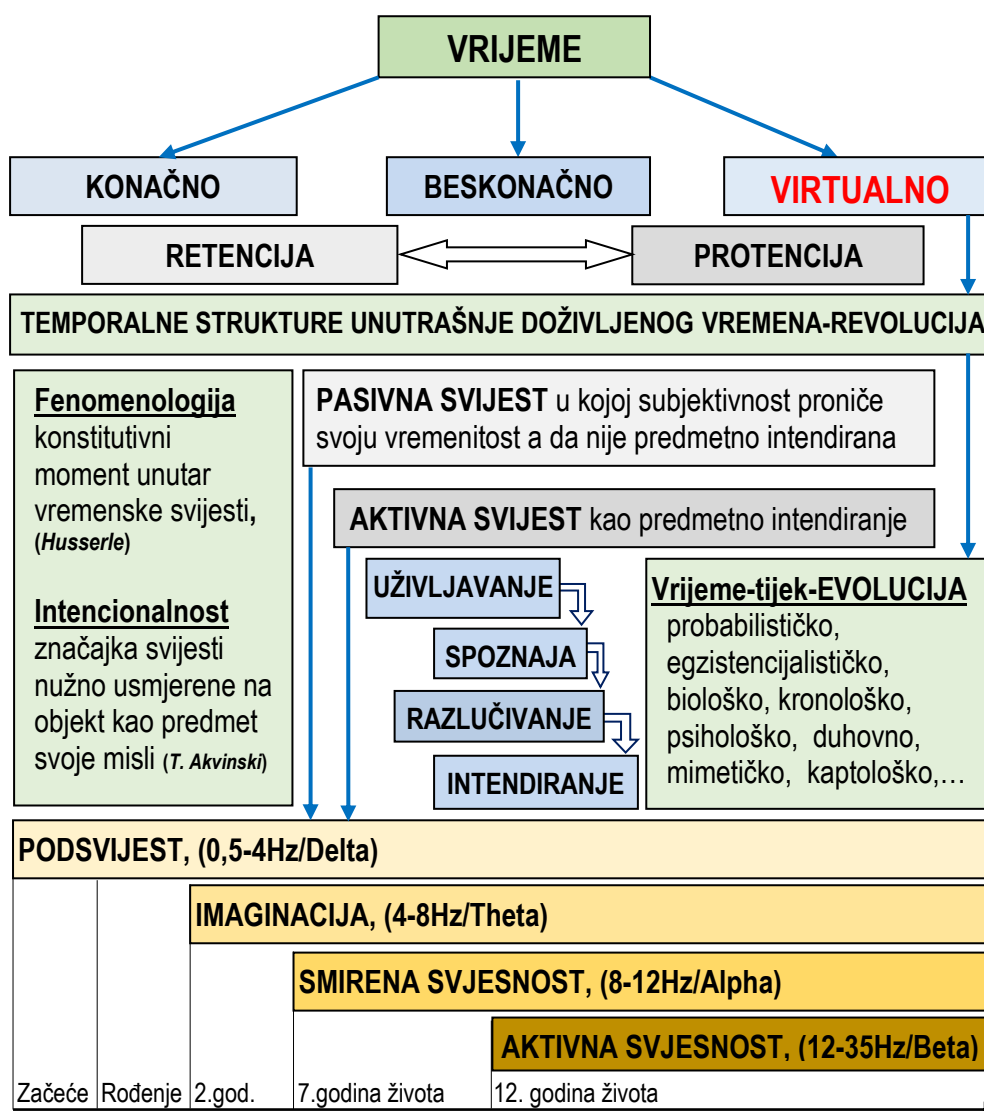 VRIJEME
KONAČNO
BESKONAČNO
VIRTUALNO
RETENCIJA
PROTENCIJA
TEMPORALNE STRUKTURE UNUTRAŠNJE DOŽIVLJENOG VREMENA-REVOLUCIJA
Fenomenologija
konstitutivni
moment unutar
vremenske svijesti,
(Husserle)
Intencionalnost
značajka svijesti
nužno usmjerene na
objekt kao predmet
svoje misli (T. Akvinski)
PASIVNA SVIJEST u kojoj subjektivnost proniče
svoju vremenitost a da nije predmetno intendirana
AKTIVNA SVIJEST kao predmetno intendiranje
UŽIVLJAVANJE
SPOZNAJA
RAZLUČIVANJE
INTENDIRANJE
Vrijeme-tijek-EVOLUCIJA
probabilističko,
egzistencijalističko,
biološko, kronološko,
psihološko, duhovno,
mimetičko, kaptološko,...
PODSVIJEST, (0,5-4Hz/Delta)
IMAGINACIJA, (4-8Hz/Theta)
SMIRENA SVJESNOST, (8-12Hz/Alpha)
AKTIVNA SVJESNOST, (12-35Hz/Beta)
Začeće
Rođenje
2.god.
7.godina života
12. godina života